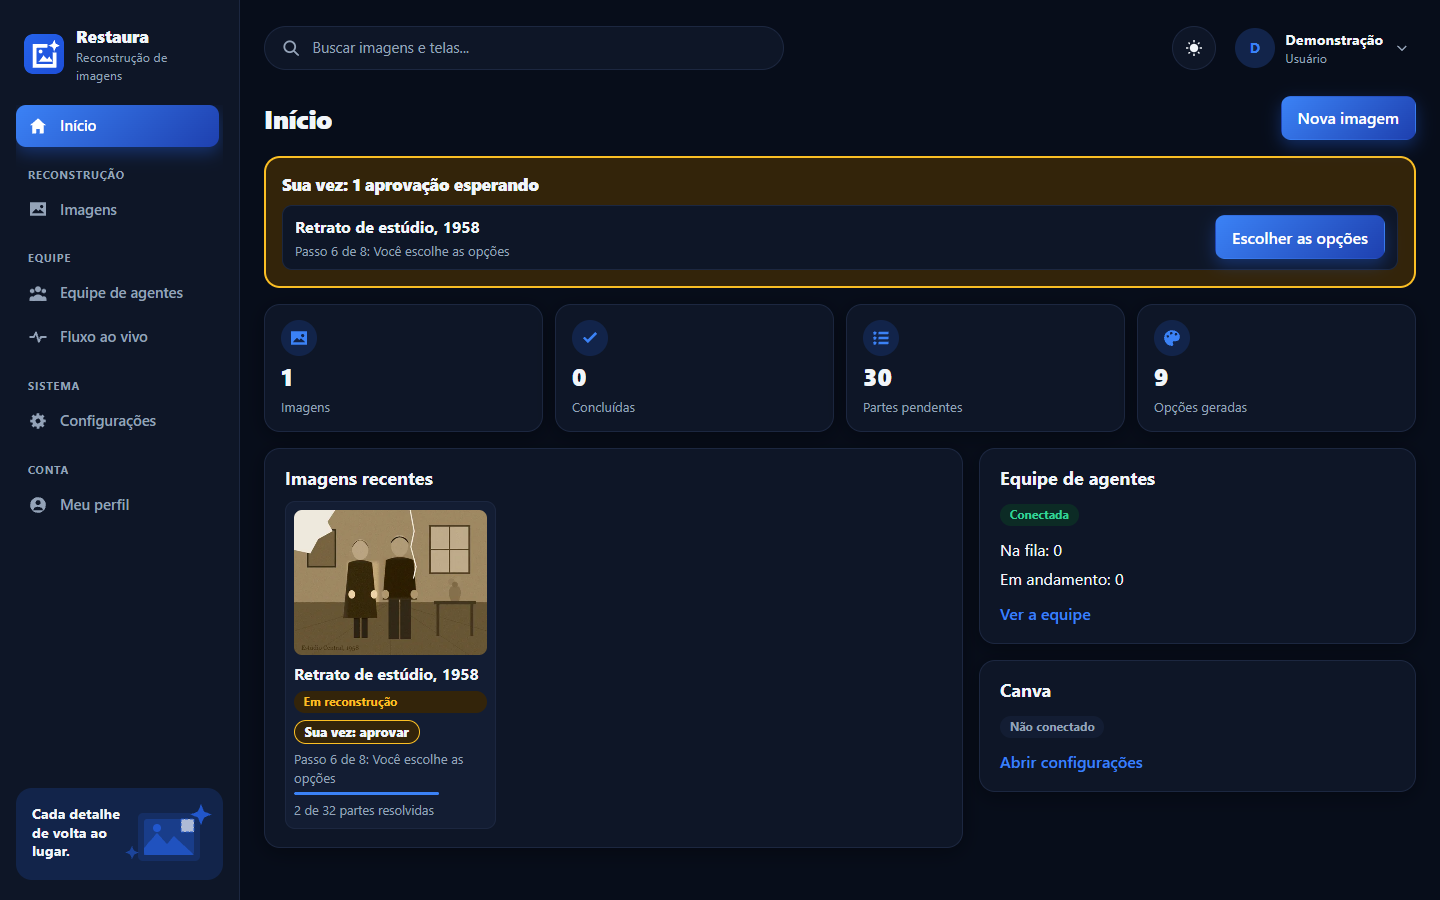 Restaura
Reconstrução de
imagens
Buscar imagens e telas...
D
Demonstração
Usuário
Início
Início
Nova imagem
RECONSTRUÇÃO
Imagens
EQUIPE
Equipe de agentes
Fluxo ao vivo
SISTEMA
Configurações
CONTA
Meu perfil
Cada detalhe
de volta ao
lugar.
Sua vez: 1 aprovação esperando
Retrato de estúdio, 1958
Passo 6 de 8: Você escolhe as opções
Escolher as opções
1
Imagens
0
Concluídas
30
Partes pendentes
9
Opções geradas
Imagens recentes
Retrato de estúdio, 1958
Em reconstrução
Sua vez: aprovar
Passo 6 de 8: Você escolhe as
opções
2 de 32 partes resolvidas
Equipe de agentes
Conectada
Na fila: 0
Em andamento: 0
Ver a equipe
Canva
Não conectado
Abrir configurações